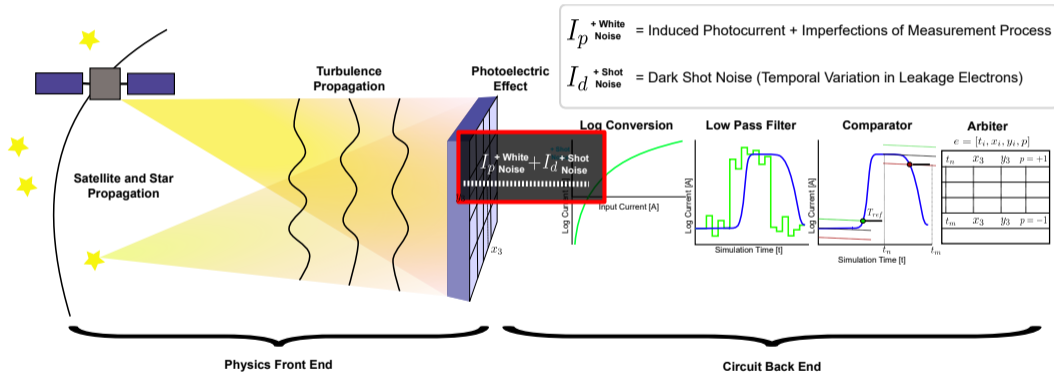 I_p + White Noise = Induced Photocurrent + Imperfections of Measurement Process
I_d + Shot Noise = Dark Shot Noise (Temporal Variation in Leakage Electrons)
Turbulence
Propagation
Photoelectric
Effect
Satellite and Star
Propagation
I_p + White Noise + I_d + Shot Noise
x_3
Log Conversion
Log Current [A]
Input Current [A]
Low Pass Filter
Log Current [A]
Simulation Time [t]
Comparator
Log Current [A]
T_ref
t_n
t_m
Simulation Time [t]
Arbiter
e = [t_i, x_i, y_i, p]
t_n x_3 y_3 p = +1
t_m x_3 y_3 p = −1
Physics Front End
Circuit Back End